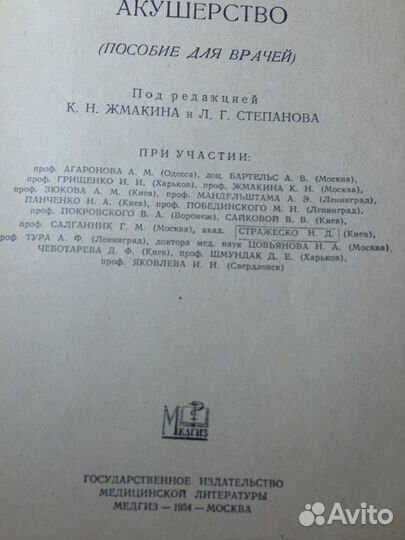 АКУШЕРСТВО
(ПОСОБИЕ ДЛЯ ВРАЧЕЙ)
Под редакцией
К. Н. ЖМАКИНА и Л. Г. СТЕПАНОВА
ПРИ УЧАСТИИ:
проф. АГАРОНОВА А. М. (Одесса), доц. БАРТЕЛЬС А. В. (Москва),
проф. ГРИЩЕНКО И. И. (Харьков), проф. ЖМАКИНА К. Н. (Москва),
проф. ЗЮКОВА А. М. (Киев), проф. МАНДЕЛЬШТАМА А. Э. (Ленинград),
ПАНЧЕНКО Н. А. (Киев), проф. ПОБЕДИНСКОГО М. Н. (Ленинград),
проф. ПОКРОВСКОГО В. А. (Воронеж), САЙКОВОЙ В. В. (Киев),
проф. САЛГАННИК Г. М. (Москва), акад. СТРАЖЕСКО Н. Д. (Киев),
проф ТУРА А. Ф. (Ленинград), доктора мед. наук ЦОВЬЯНОВА Н. А. (Москва),
ЧЕБОТАРЕВА Д. Ф. (Киев), проф. ШМУНДАК Д. Е. (Харьков),
проф. ЯКОВЛЕВА И. И. (Свердловск)
МЕДГИЗ
ГОСУДАРСТВЕННОЕ ИЗДАТЕЛЬСТВО
МЕДИЦИНСКОЙ ЛИТЕРАТУРЫ
МЕДГИЗ — 1954 — МОСКВА
Avito